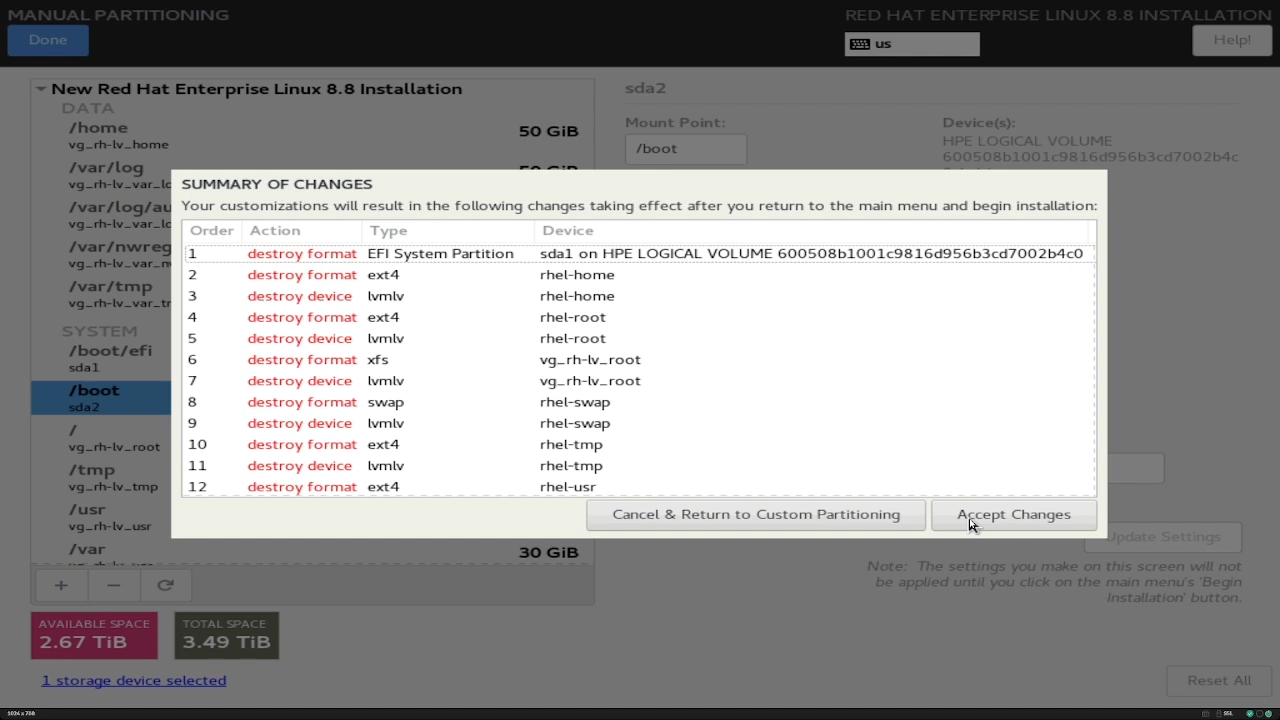 MANUAL PARTITIONING
RED HAT ENTERPRISE LINUX 8.8 INSTALLATION
Done
us
Help!
New Red Hat Enterprise Linux 8.8 Installation
DATA
/home
50 GiB
vg_rh-lv_home
/var/log
vg_rh-lv_var_lo
/var/log/au
vg_rh-lv_var_lo
/var/nwreg
vg_rh-lv_var_n
/var/tmp
vg_rh-lv_var_tr
SYSTEM
/boot/efi
sda1
/boot
sda2
/
vg_rh-lv_root
/tmp
vg_rh-lv_tmp
/usr
vg_rh-lv_usr
/var
30 GiB
sda2
Mount Point:
/boot
Device(s):
HPE LOGICAL VOLUME
600508b1001c9816d956b3cd7002b4c
SUMMARY OF CHANGES
Your customizations will result in the following changes taking effect after you return to the main menu and begin installation:
Order Action Type Device
1 destroy format EFI System Partition sda1 on HPE LOGICAL VOLUME 600508b1001c9816d956b3cd7002b4c0
2 destroy format ext4 rhel-home
3 destroy device lvmlv rhel-home
4 destroy format ext4 rhel-root
5 destroy device lvmlv rhel-root
6 destroy format xfs vg_rh-lv_root
7 destroy device lvmlv vg_rh-lv_root
8 destroy format swap rhel-swap
9 destroy device lvmlv rhel-swap
10 destroy format ext4 rhel-tmp
11 destroy device lvmlv rhel-tmp
12 destroy format ext4 rhel-usr
Cancel & Return to Custom Partitioning
Accept Changes
Update Settings
Note: The settings you make on this screen will not
be applied until you click on the main menu's 'Begin
Installation' button.
+ −
AVAILABLE SPACE
2.67 TiB
TOTAL SPACE
3.49 TiB
1 storage device selected
Reset All
1024 x 768
SSL